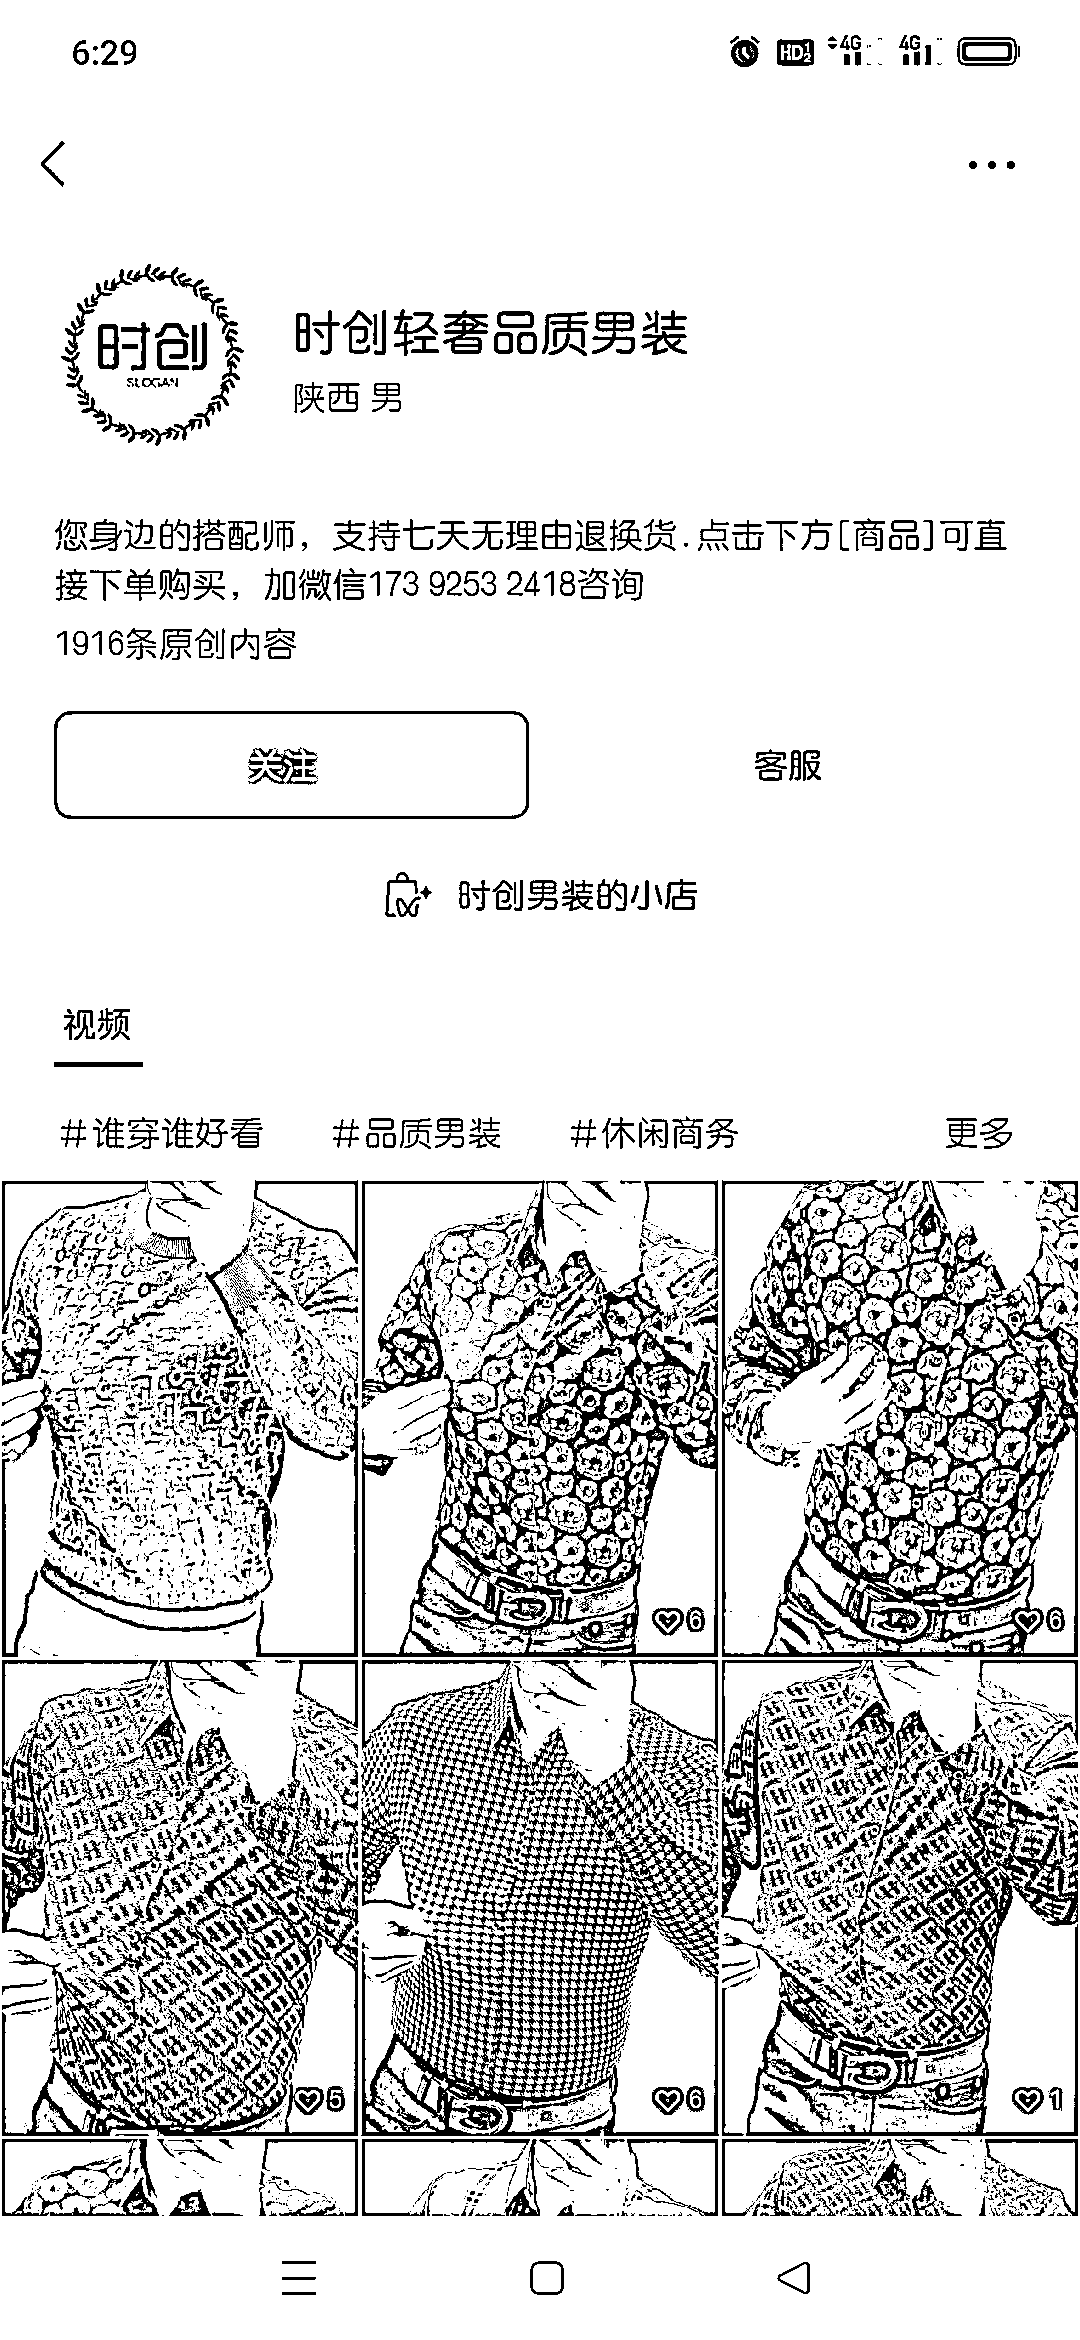 6:29
HD 1 2 4G 4G
时创
SLOGAN
时创轻奢品质男装
陕西 男
您身边的搭配师，支持七天无理由退换货.点击下方[商品]可直
接下单购买，加微信173 9253 2418咨询
1916条原创内容
关注 客服
时创男装的小店
视频
#谁穿谁好看 #品质男装 #休闲商务 更多
6 6
5 6 1